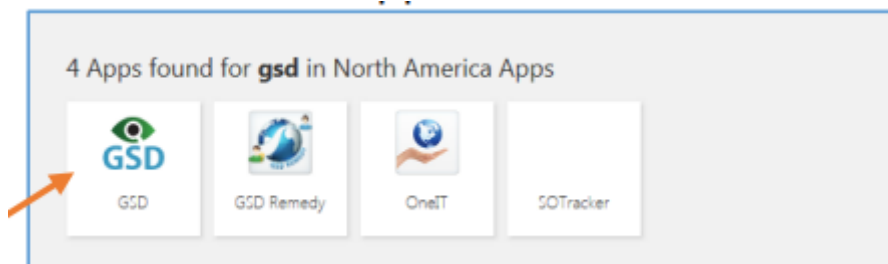 4 Apps found for gsd in North America Apps
GSD
GSD GSD Remedy OneIT SOTracker